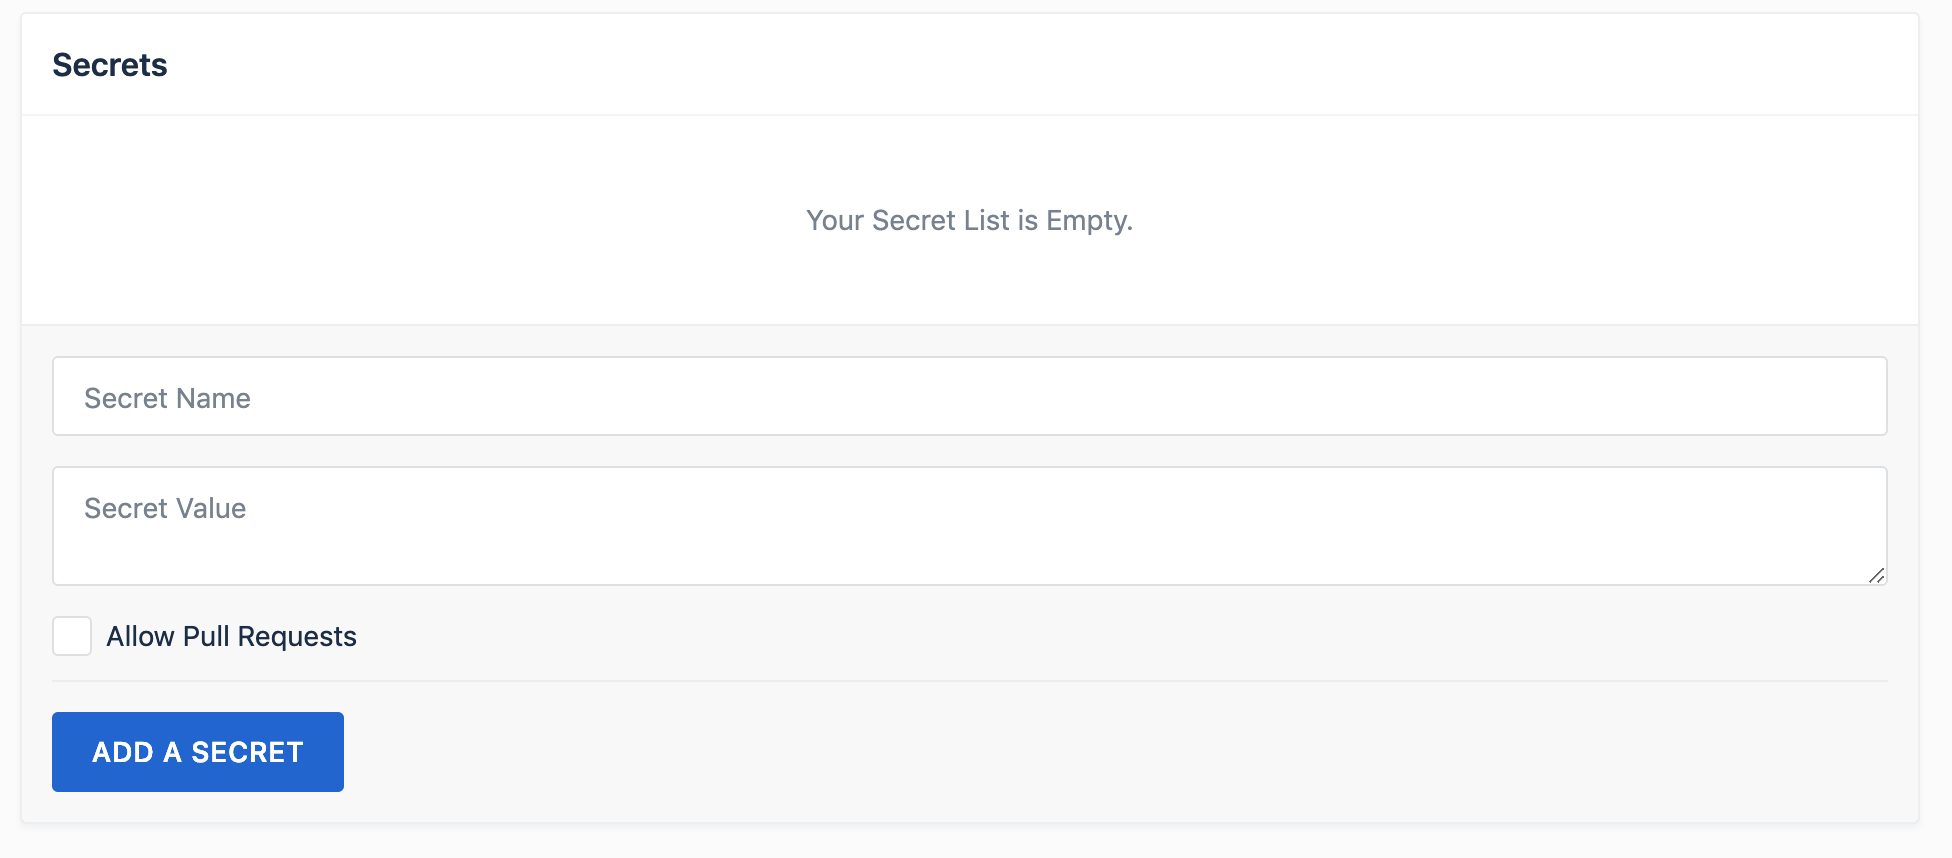 Secrets
Your Secret List is Empty.
Secret Name
Secret Value
Allow Pull Requests
ADD A SECRET